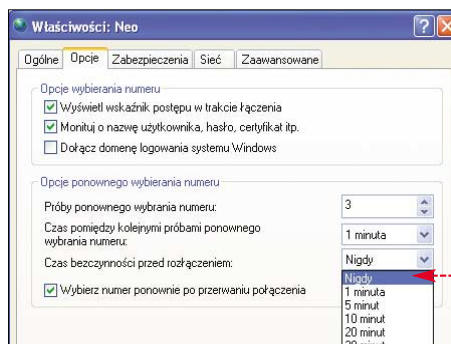 Właściwości: Neo
Ogólne Opcje Zabezpieczenia Sieć Zaawansowane
Opcje wybierania numeru
Wyświetl wskaźnik postępu w trakcie łączenia
Monituj o nazwę użytkownika, hasło, certyfikat itp.
Dołącz domenę logowania systemu Windows
Opcje ponownego wybierania numeru
Próby ponownego wybrania numeru: 3
Czas pomiędzy kolejnymi próbami ponownego
wybrania numeru: 1 minuta
Czas bezczynności przed rozłączeniem: Nigdy
Nigdy
Wybierz numer ponownie po przerwaniu połączenia
1 minuta
5 minut
10 minut
20 minut